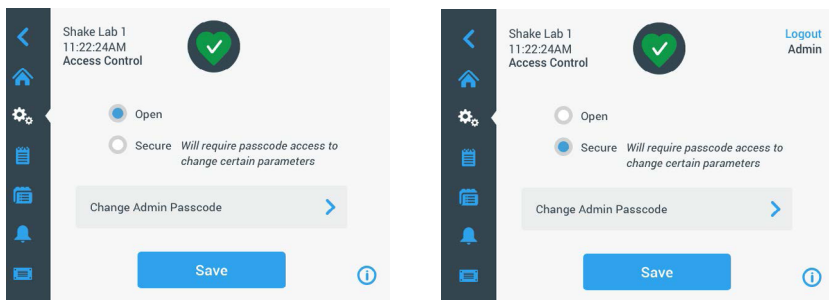 Shake Lab 1
11:22:24AM
Access Control
Open
Secure Will require passcode access to
change certain parameters
Change Admin Passcode
Save
Shake Lab 1
11:22:24AM
Access Control
Logout
Admin
Open
Secure Will require passcode access to
change certain parameters
Change Admin Passcode
Save